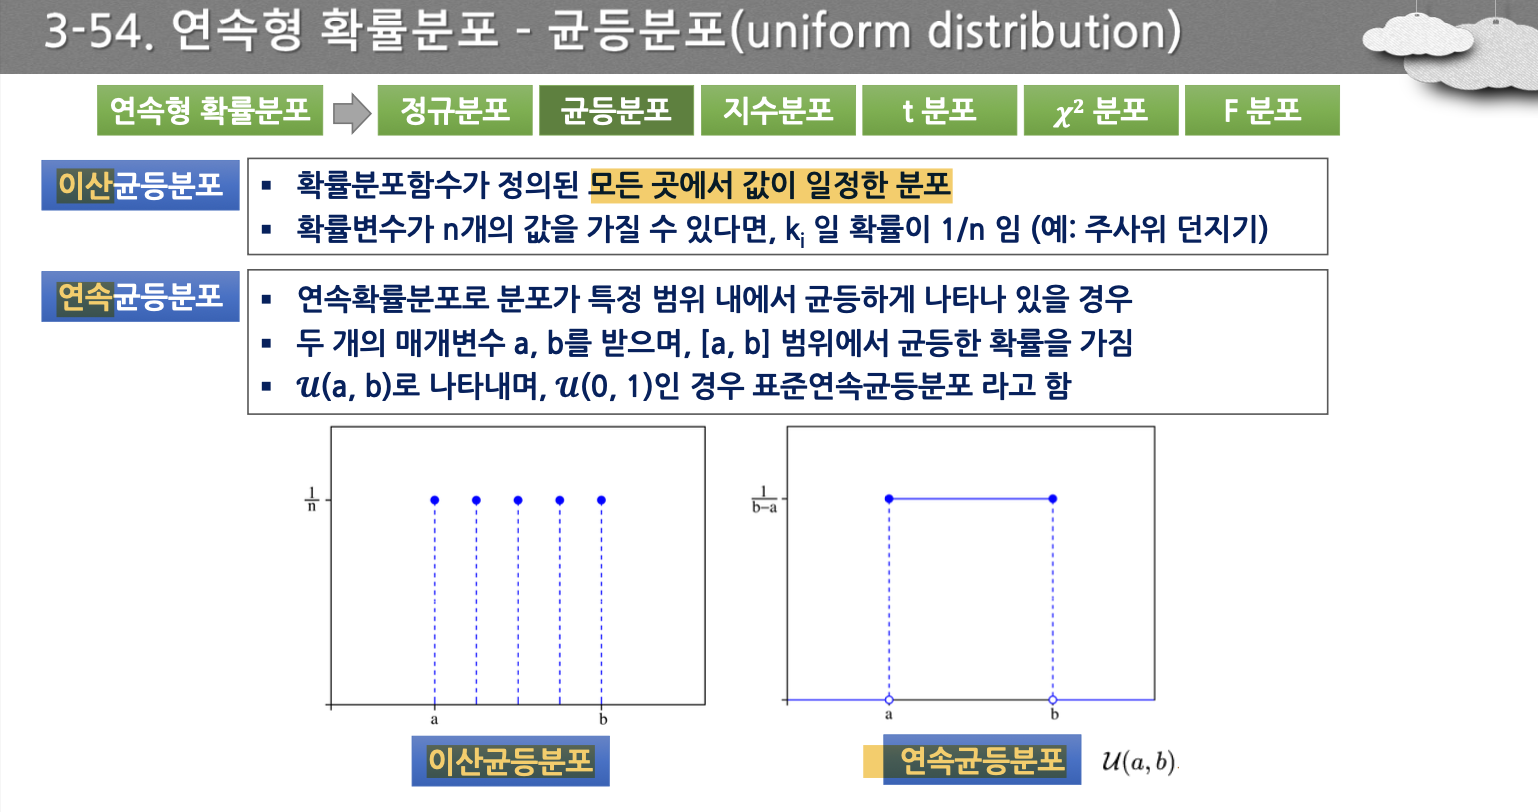 3-54. 연속형 확률분포 - 균등분포(uniform distribution)
연속형 확률분포 정규분포 균등분포 지수분포 t 분포 χ² 분포 F 분포
이산균등분포
▪ 확률분포함수가 정의된 모든 곳에서 값이 일정한 분포
▪ 확률변수가 n개의 값을 가질 수 있다면, kᵢ 일 확률이 1/n 임 (예: 주사위 던지기)
연속균등분포
▪ 연속확률분포로 분포가 특정 범위 내에서 균등하게 나타나 있을 경우
▪ 두 개의 매개변수 a, b를 받으며, [a, b] 범위에서 균등한 확률을 가짐
▪ 𝒰(a, b)로 나타내며, 𝒰(0, 1)인 경우 표준연속균등분포 라고 함
1/n
a b
이산균등분포
1/b−a
a b
연속균등분포 𝒰(a, b)